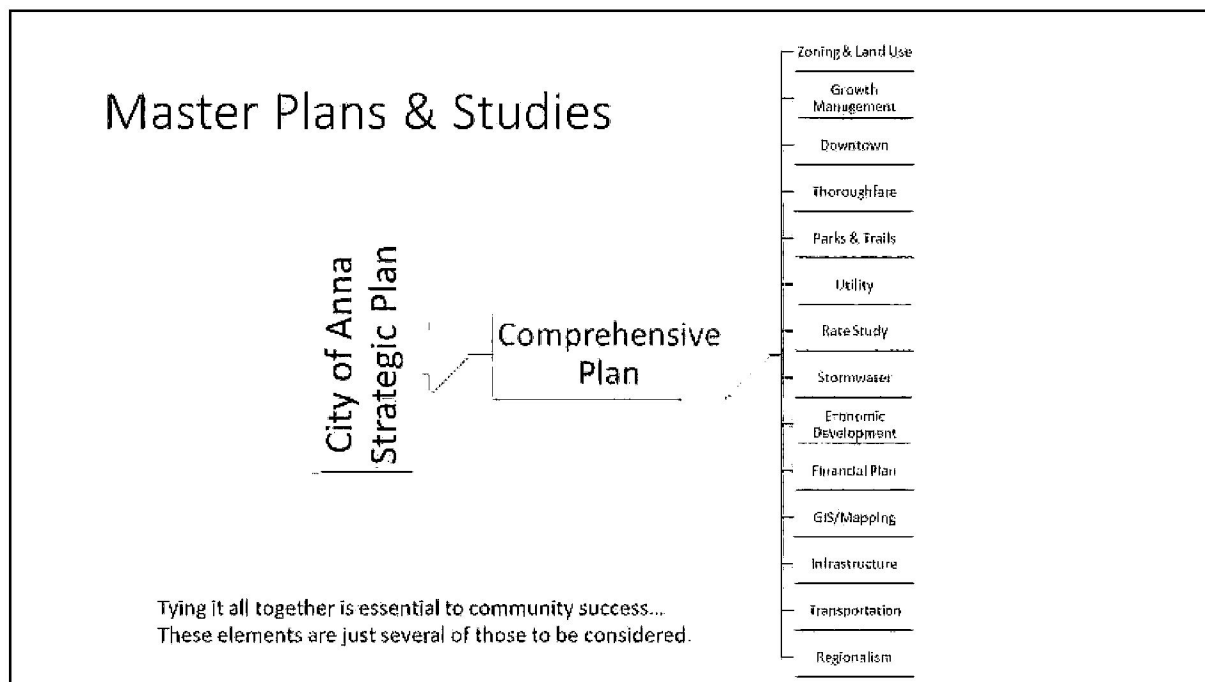 Master Plans & Studies
City of Anna
Strategic Plan
Comprehensive
Plan
Zoning & Land Use
Growth
Management
Downtown
Thoroughfare
Parks & Trails
Utility
Rate Study
Stormwater
Economic
Development
Financial Plan
GIS/Mapping
Infrastructure
Transportation
Regionalism
Tying it all together is essential to community success...
These elements are just several of those to be considered.